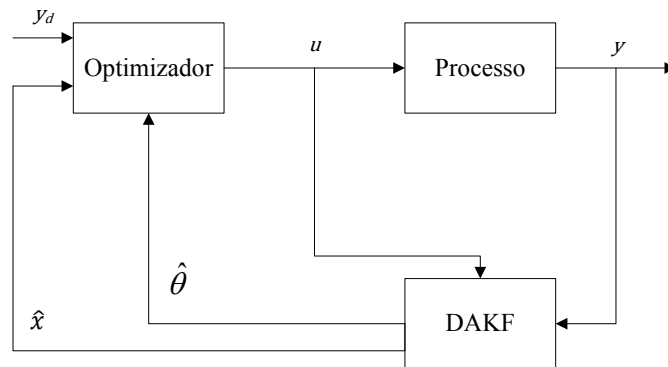 y_d
u
y
Optimizador
Processo
θ̂
x̂
DAKF